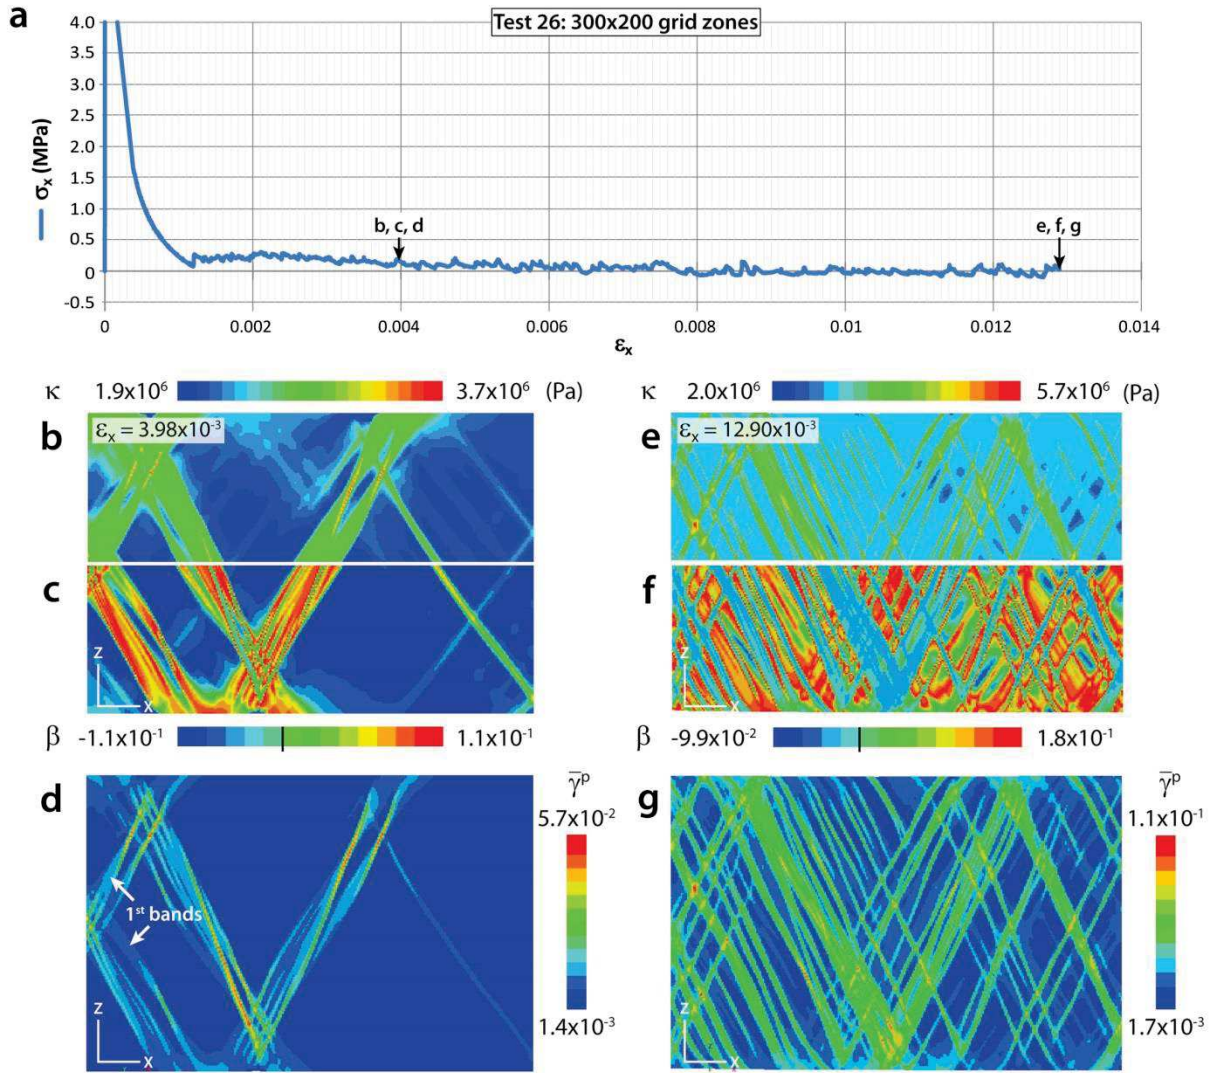 a
Test 26: 300x200 grid zones
4.0
3.5
3.0
2.5
2.0
1.5
1.0
0.5
0
-0.5
σx (MPa)
b, c, d
e, f, g
0 0.002 0.004 0.006 0.008 0.01 0.012 0.014
εx
κ 1.9x10⁶ 3.7x10⁶ (Pa)
κ 2.0x10⁶ 5.7x10⁶ (Pa)
b
εx = 3.98x10⁻³
e
εx = 12.90x10⁻³
c
z
x
f
z
x
β -1.1x10⁻¹ 1.1x10⁻¹
β -9.9x10⁻² 1.8x10⁻¹
d
1st bands
z
x
γ̅ᵖ
5.7x10⁻²
1.4x10⁻³
g
z
x
γ̅ᵖ
1.1x10⁻¹
1.7x10⁻³